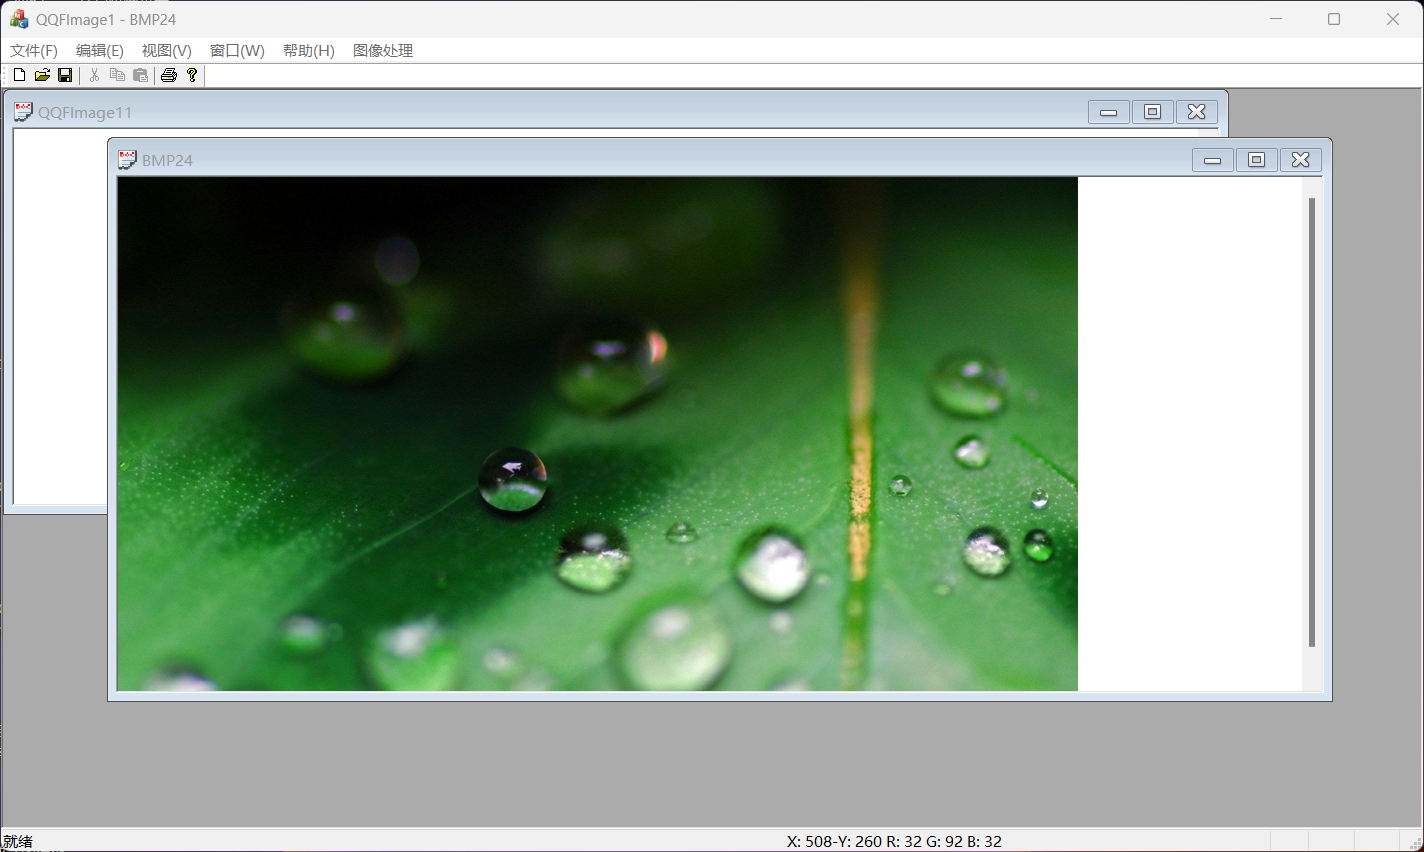 QQFImage1 - BMP24
文件(F) 编辑(E) 视图(V) 窗口(W) 帮助(H) 图像处理
QQFImage11
BMP24
就绪 X: 508-Y: 260 R: 32 G: 92 B: 32